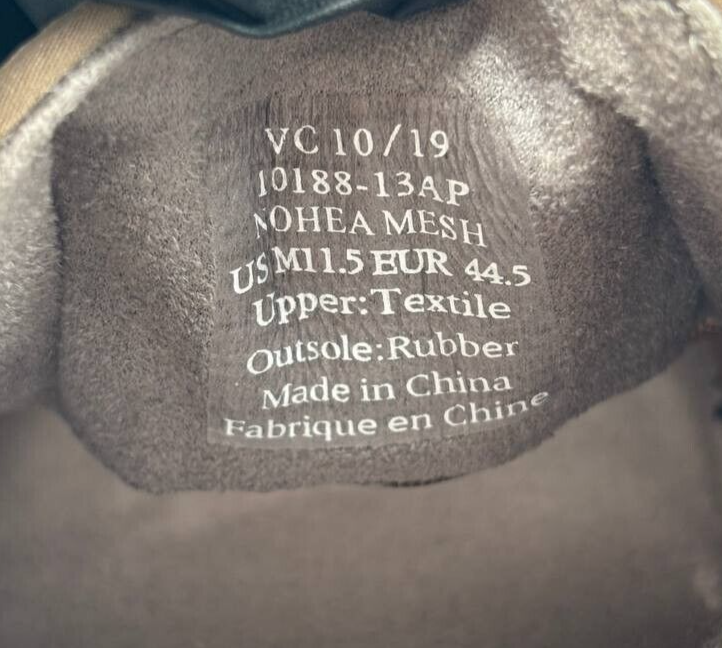 VC 10/19
10188-13AP
NOHEA MESH
US M11.5 EUR 44.5
Upper:Textile
Outsole:Rubber
Made in China
Fabrique en Chine